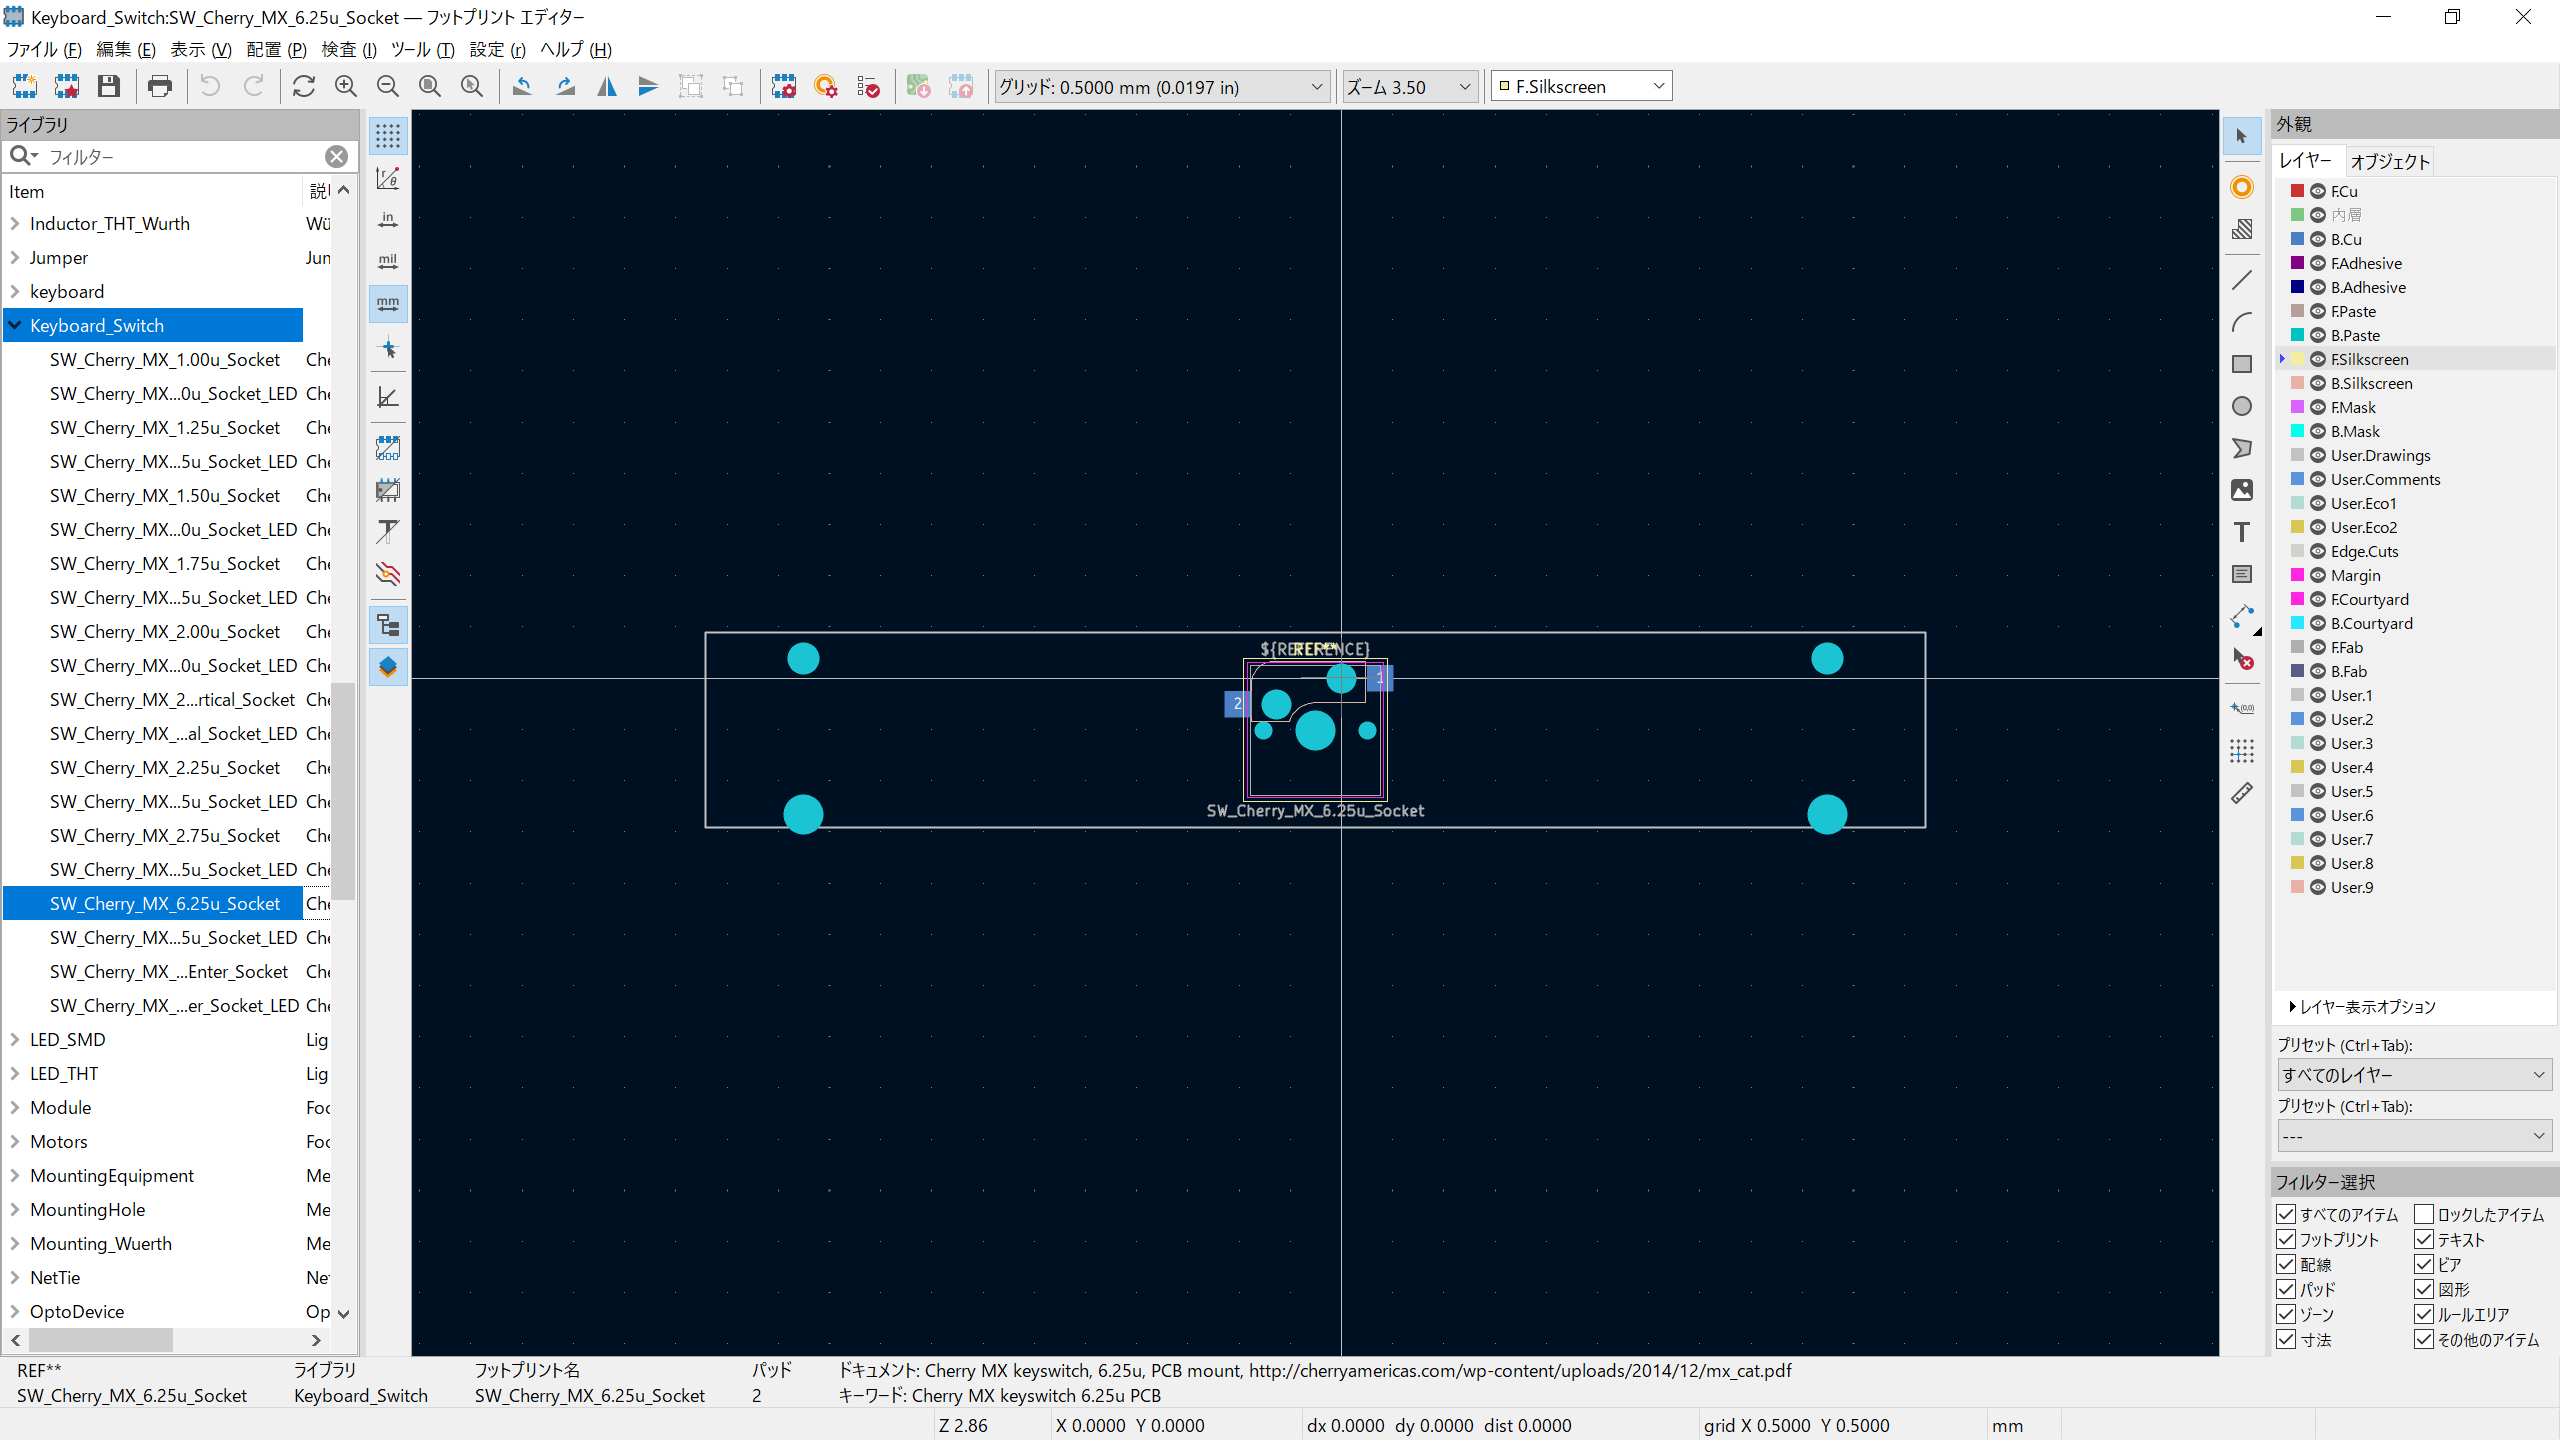 Keyboard_Switch:SW_Cherry_MX_6.25u_Socket — フットプリント エディター
ファイル (F) 編集 (E) 表示 (V) 配置 (P) 検査 (I) ツール (T) 設定 (r) ヘルプ (H)
グリッド: 0.5000 mm (0.0197 in) ズーム 3.50 F.Silkscreen
ライブラリ
フィルター
Item
Inductor_THT_Wurth Wü
Jumper Jun
keyboard
Keyboard_Switch
SW_Cherry_MX_1.00u_Socket Che
SW_Cherry_MX...0u_Socket_LED Che
SW_Cherry_MX_1.25u_Socket Che
SW_Cherry_MX...5u_Socket_LED Che
SW_Cherry_MX_1.50u_Socket Che
SW_Cherry_MX...0u_Socket_LED Che
SW_Cherry_MX_1.75u_Socket Che
SW_Cherry_MX...5u_Socket_LED Che
SW_Cherry_MX_2.00u_Socket Che
SW_Cherry_MX...0u_Socket_LED Che
SW_Cherry_MX_2...rtical_Socket Che
SW_Cherry_MX_...al_Socket_LED Che
SW_Cherry_MX_2.25u_Socket Che
SW_Cherry_MX...5u_Socket_LED Che
SW_Cherry_MX_2.75u_Socket Che
SW_Cherry_MX...5u_Socket_LED Che
SW_Cherry_MX_6.25u_Socket Che
SW_Cherry_MX...5u_Socket_LED Che
SW_Cherry_MX_...Enter_Socket Che
SW_Cherry_MX_...er_Socket_LED Che
LED_SMD Lig
LED_THT Lig
Module Foo
Motors Foo
MountingEquipment Me
MountingHole Me
Mounting_Wuerth Me
NetTie Ne
OptoDevice Op
in
mil
mm
${REFERENCE}
REF**
1
2
SW_Cherry_MX_6.25u_Socket
(0,0)
外観
レイヤー オブジェクト
F.Cu
内層
B.Cu
F.Adhesive
B.Adhesive
F.Paste
B.Paste
F.Silkscreen
B.Silkscreen
F.Mask
B.Mask
User.Drawings
User.Comments
User.Eco1
User.Eco2
Edge.Cuts
Margin
F.Courtyard
B.Courtyard
F.Fab
B.Fab
User.1
User.2
User.3
User.4
User.5
User.6
User.7
User.8
User.9
レイヤー表示オプション
プリセット (Ctrl+Tab):
すべてのレイヤー
プリセット (Ctrl+Tab):
---
フィルター選択
すべてのアイテム ロックしたアイテム
フットプリント テキスト
配線 ビア
パッド 図形
ゾーン ルールエリア
寸法 その他のアイテム
REF** ライブラリ フットプリント名 パッド ドキュメント: Cherry MX keyswitch, 6.25u, PCB mount, http://cherryamericas.com/wp-content/uploads/2014/12/mx_cat.pdf
SW_Cherry_MX_6.25u_Socket Keyboard_Switch SW_Cherry_MX_6.25u_Socket 2 キーワード: Cherry MX keyswitch 6.25u PCB
Z 2.86 X 0.0000 Y 0.0000 dx 0.0000 dy 0.0000 dist 0.0000 grid X 0.5000 Y 0.5000 mm